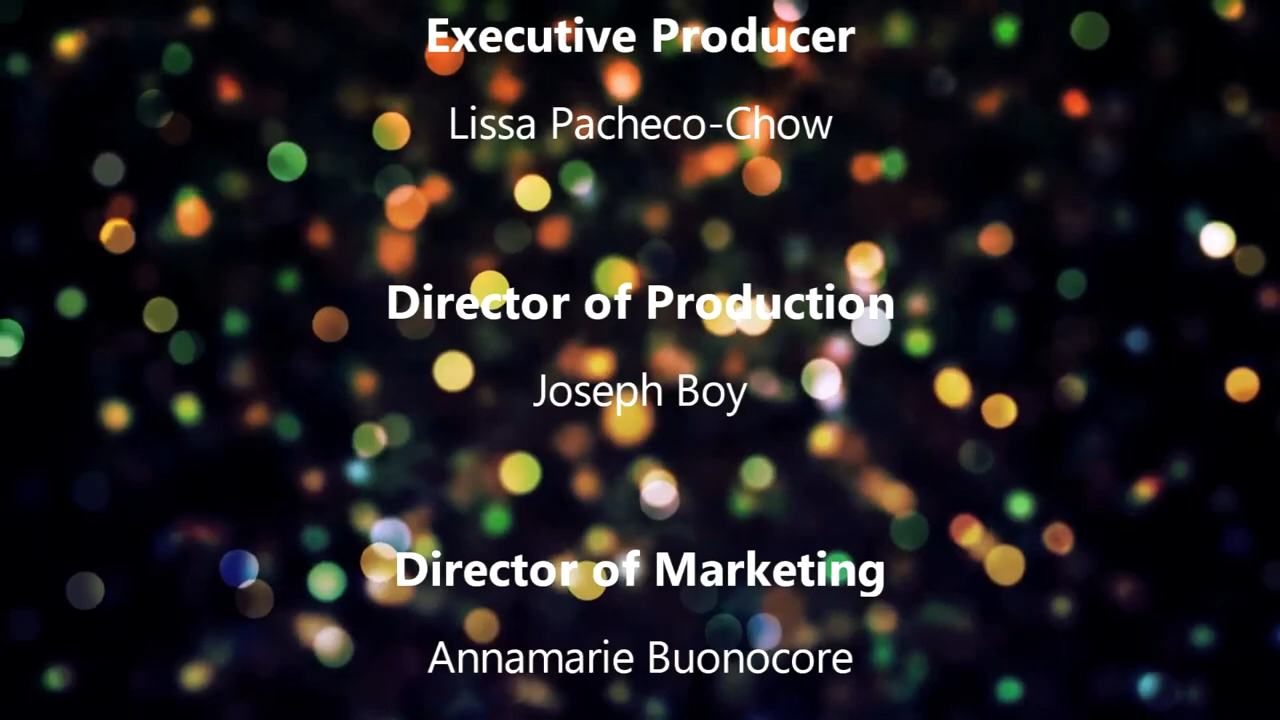 Executive Producer
Lissa Pacheco-Chow
Director of Production
Joseph Boy
Director of Marketing
Annamarie Buonocore